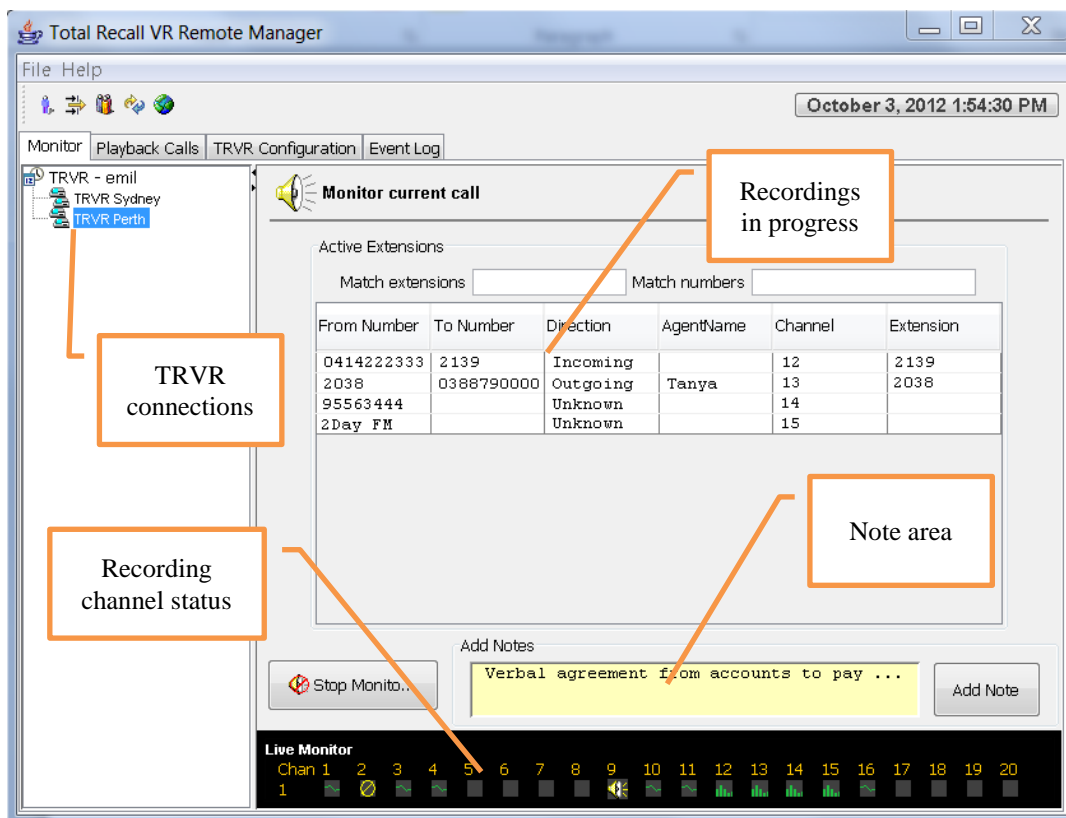 Total Recall VR Remote Manager
File Help
October 3, 2012 1:54:30 PM
Monitor Playback Calls TRVR Configuration Event Log
TRVR - emil
TRVR Sydney
TRVR Perth
Monitor current call
Recordings
in progress
Active Extensions
Match extensions Match numbers
From Number To Number Direction AgentName Channel Extension
0414222333 2139 Incoming 12 2139
2038 0388790000 Outgoing Tanya 13 2038
95563444 Unknown 14
2Day FM Unknown 15
TRVR
connections
Note area
Recording
channel status
Add Notes
Stop Monito...
Verbal agreement from accounts to pay ...
Add Note
Live Monitor
Chan 1 2 3 4 5 6 7 8 9 10 11 12 13 14 15 16 17 18 19 20
1